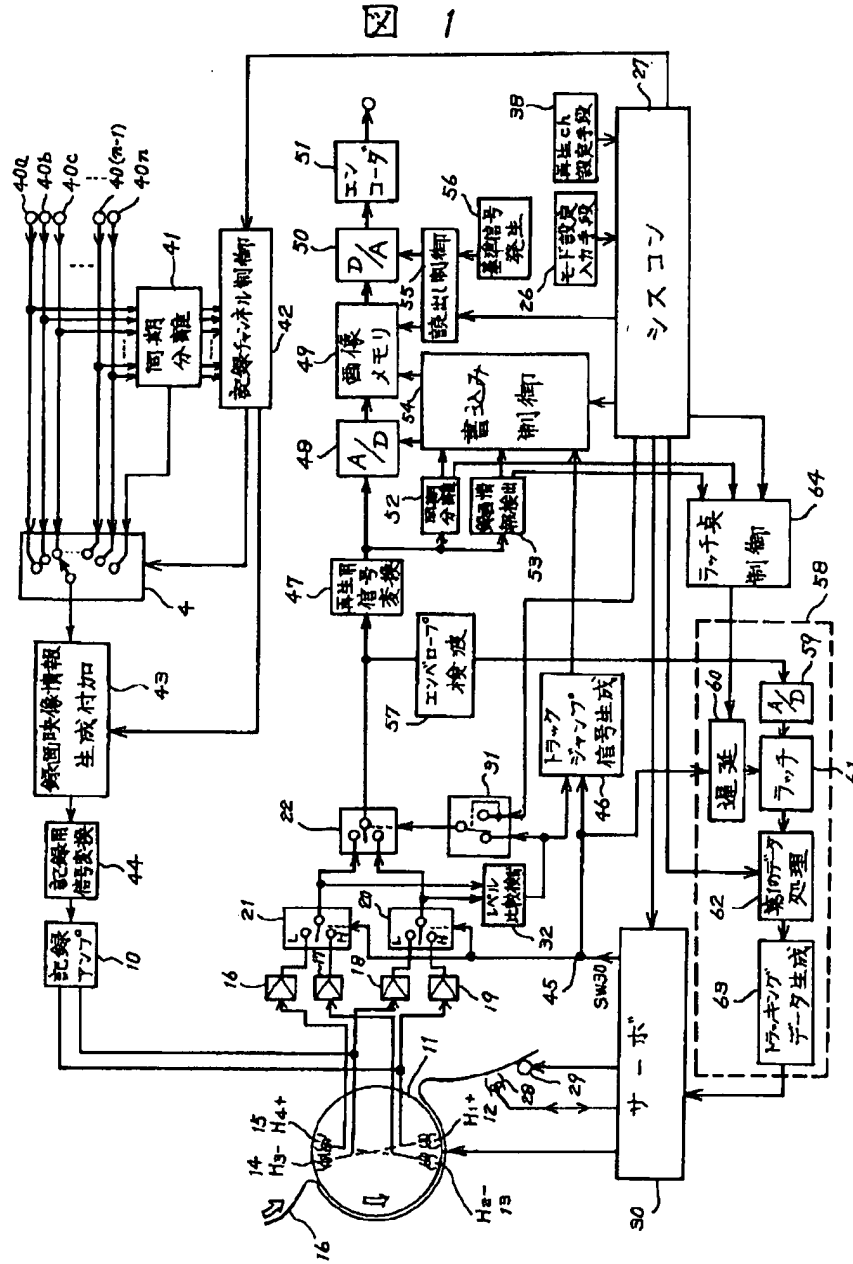 図 1
40a
40b
40c
40(n-1)
40n
41
同期
分離
記録チャンネル制御
42
4
録画映像情報
生成付加
43
記録用
信号変換
44
記録
アンプ
10
27
シスコン
38
再生ch
設定手段
26
モード設定
入力手段
51
エン
コーダ
50
D/A
49
画像
メモリ
48
A/D
47
再生用
信号
変換
52
同期
分離
53
録画情
報検出
54
書込み
制御
55
読出し制御
56
基準信号
発生
57
エンベロープ
検波
22
31
21
L
Hi
20
L
Hi
32
レベル
比較検出
16
17
18
19
45
SW30
46
トラック
ジャンプ
信号生成
64
ラッチ点
制御
58
59
A/D
60
遅延
61
ラッチ
62
第1のデータ
処理
63
トラッキング
データ生成
30
サーボ
11
12
H1+
13
H2-
14
H3-
15
H4+
16
28
29